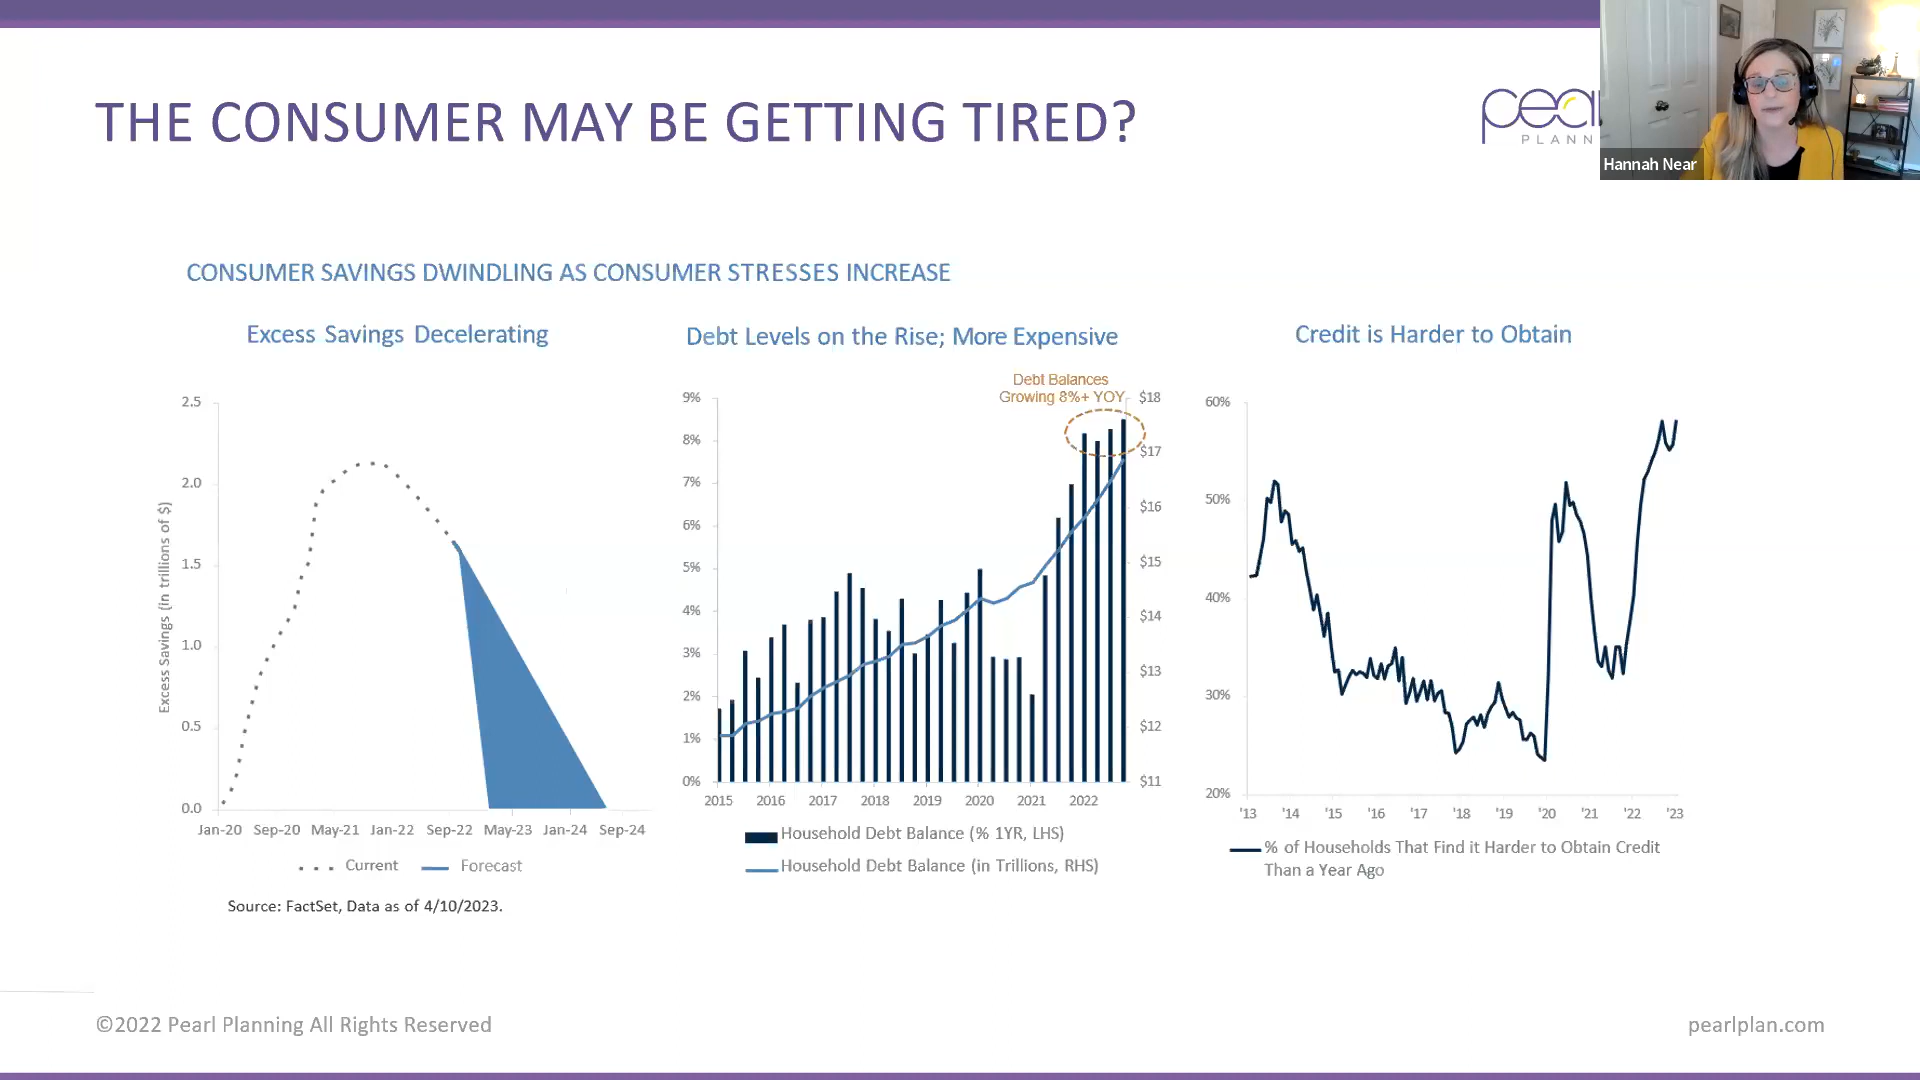 THE CONSUMER MAY BE GETTING TIRED?
PLANN
Hannah Near
CONSUMER SAVINGS DWINDLING AS CONSUMER STRESSES INCREASE
Excess Savings Decelerating
Excess Savings (in trillions of $)
2.5
2.0
1.5
1.0
0.5
0.0
Jan-20 Sep-20 May-21 Jan-22 Sep-22 May-23 Jan-24 Sep-24
Current Forecast
Source: FactSet, Data as of 4/10/2023.
Debt Levels on the Rise; More Expensive
Debt Balances
Growing 8%+ YOY
9%
8%
7%
6%
5%
4%
3%
2%
1%
0%
$18
$17
$16
$15
$14
$13
$12
$11
2015 2016 2017 2018 2019 2020 2021 2022
Household Debt Balance (% 1YR, LHS)
Household Debt Balance (in Trillions, RHS)
Credit is Harder to Obtain
60%
50%
40%
30%
20%
'13 '14 '15 '16 '17 '18 '19 '20 '21 '22 '23
% of Households That Find it Harder to Obtain Credit
Than a Year Ago
©2022 Pearl Planning All Rights Reserved
pearlplan.com